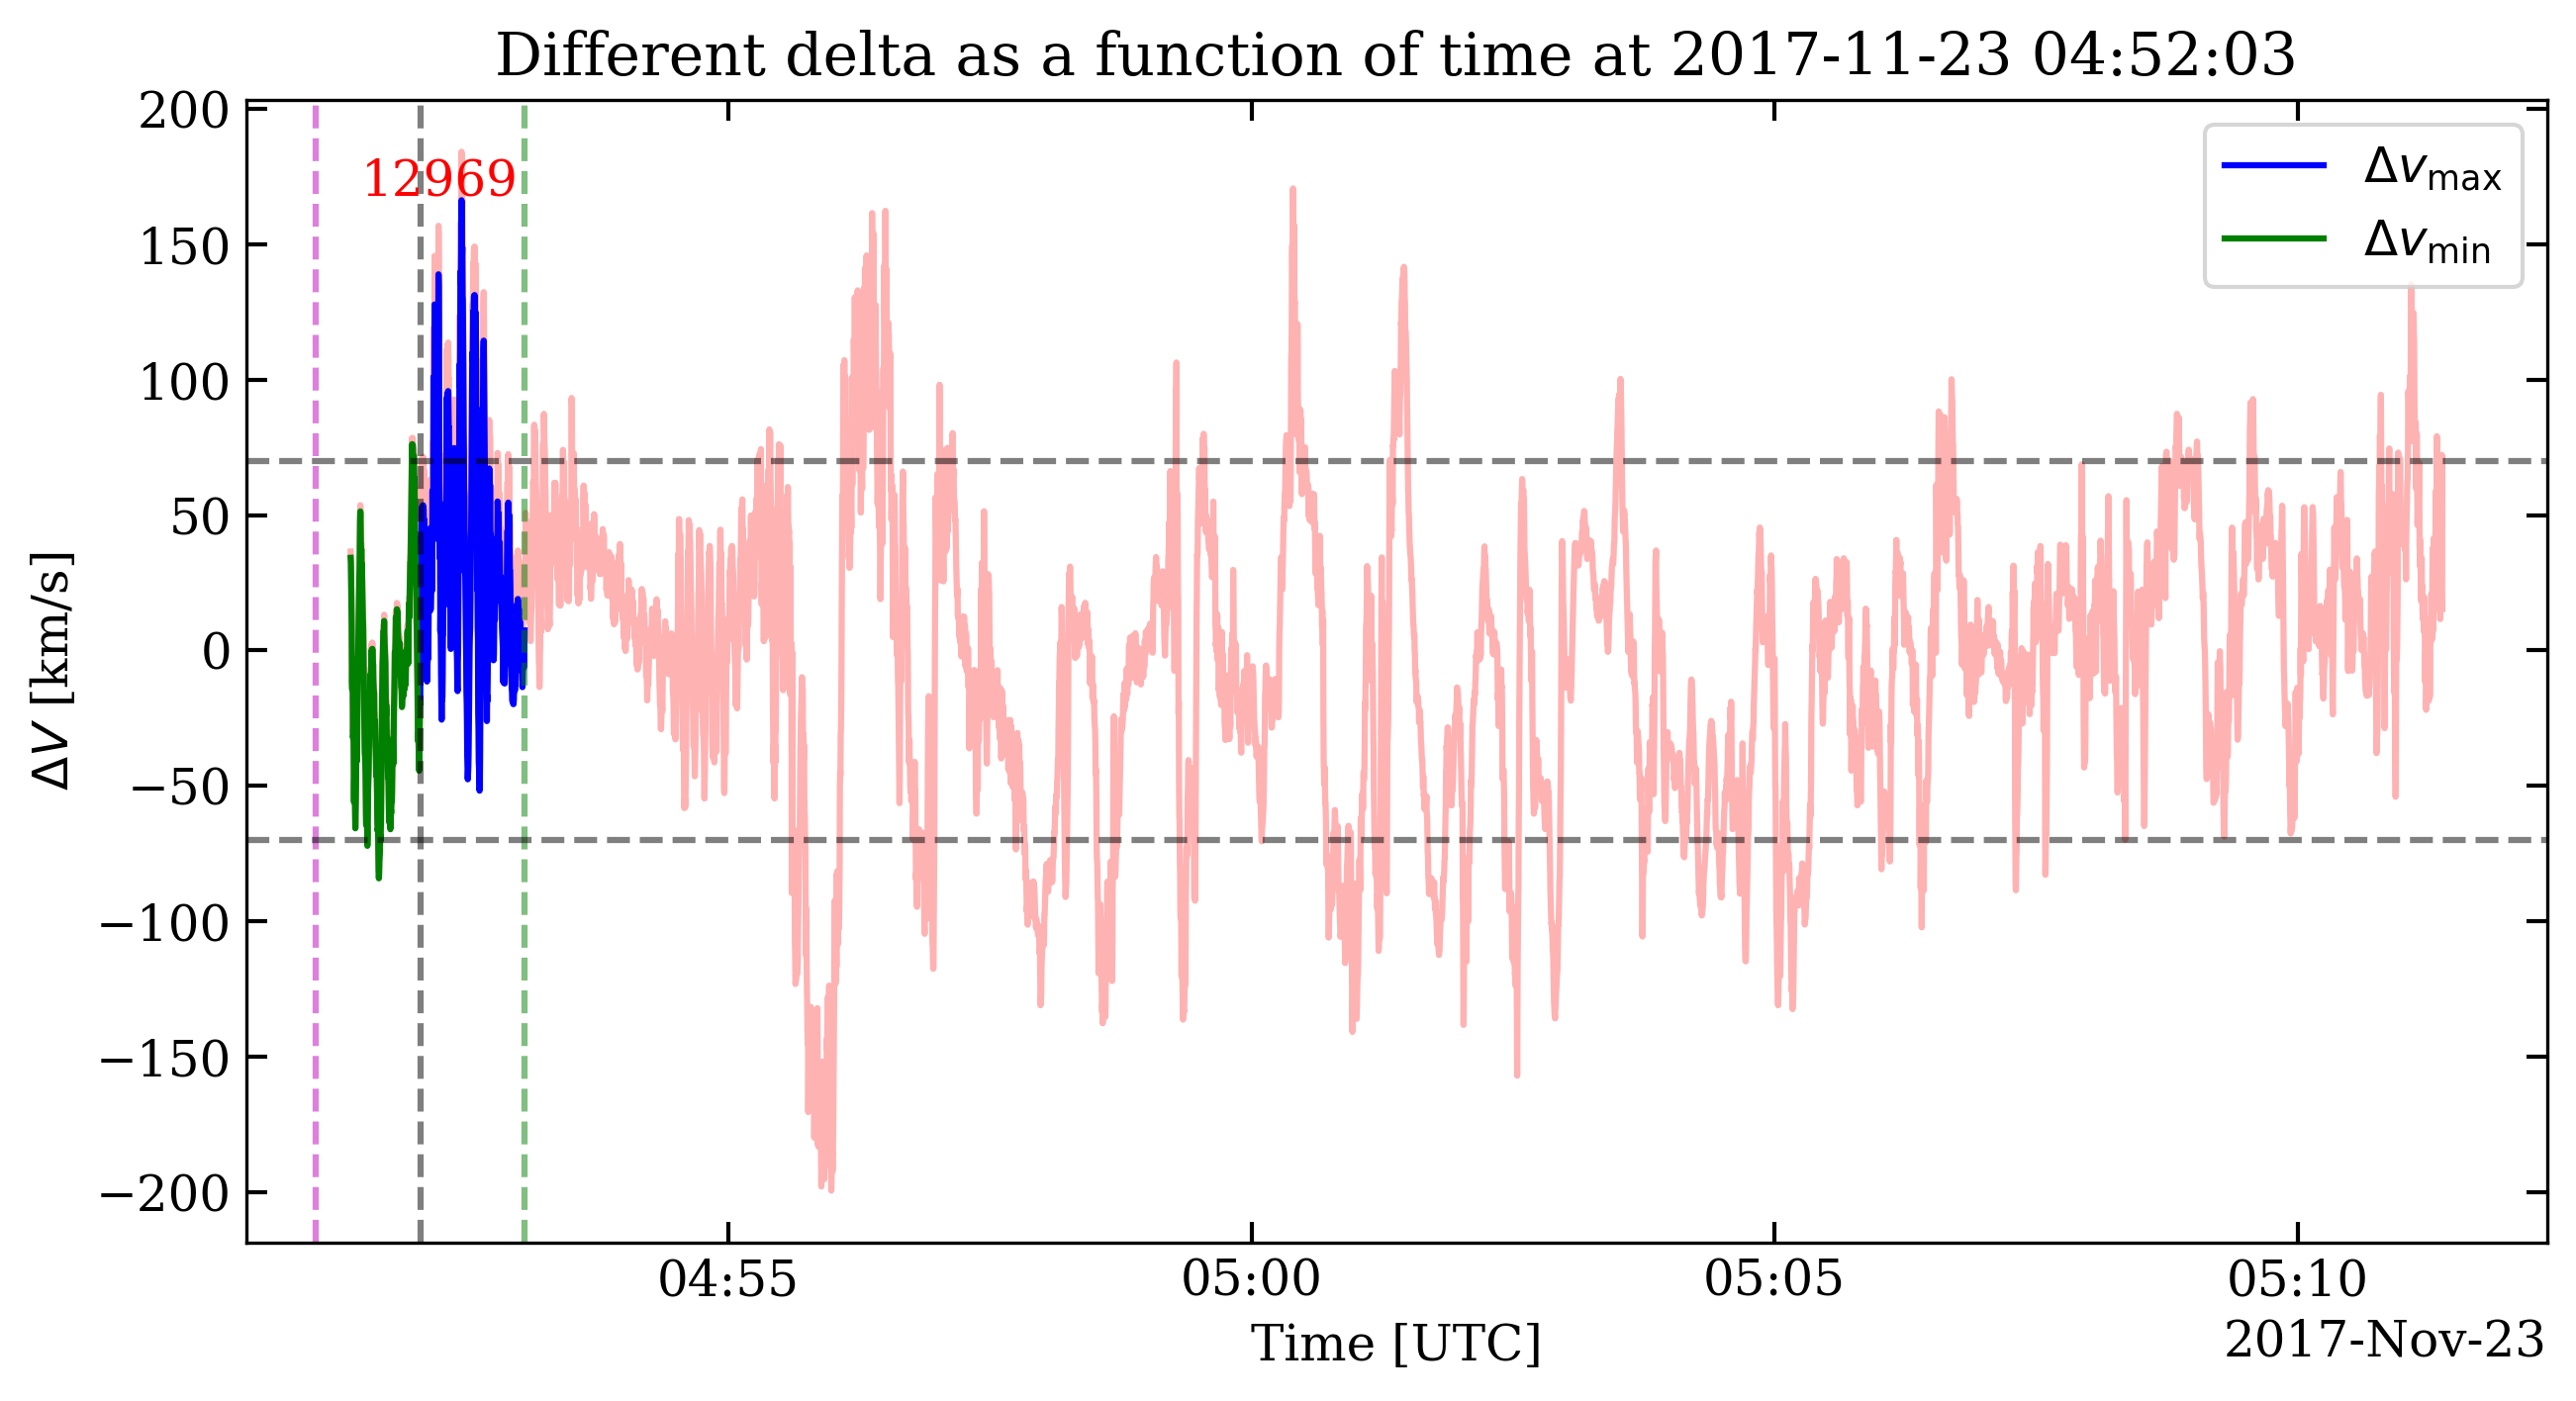 Different delta as a function of time at 2017-11-23 04:52:03
200
150
100
50
0
−50
−100
−150
−200
ΔV [km/s]
12969
Δv_max
Δv_min
04:55
05:00
05:05
05:10
2017-Nov-23
Time [UTC]